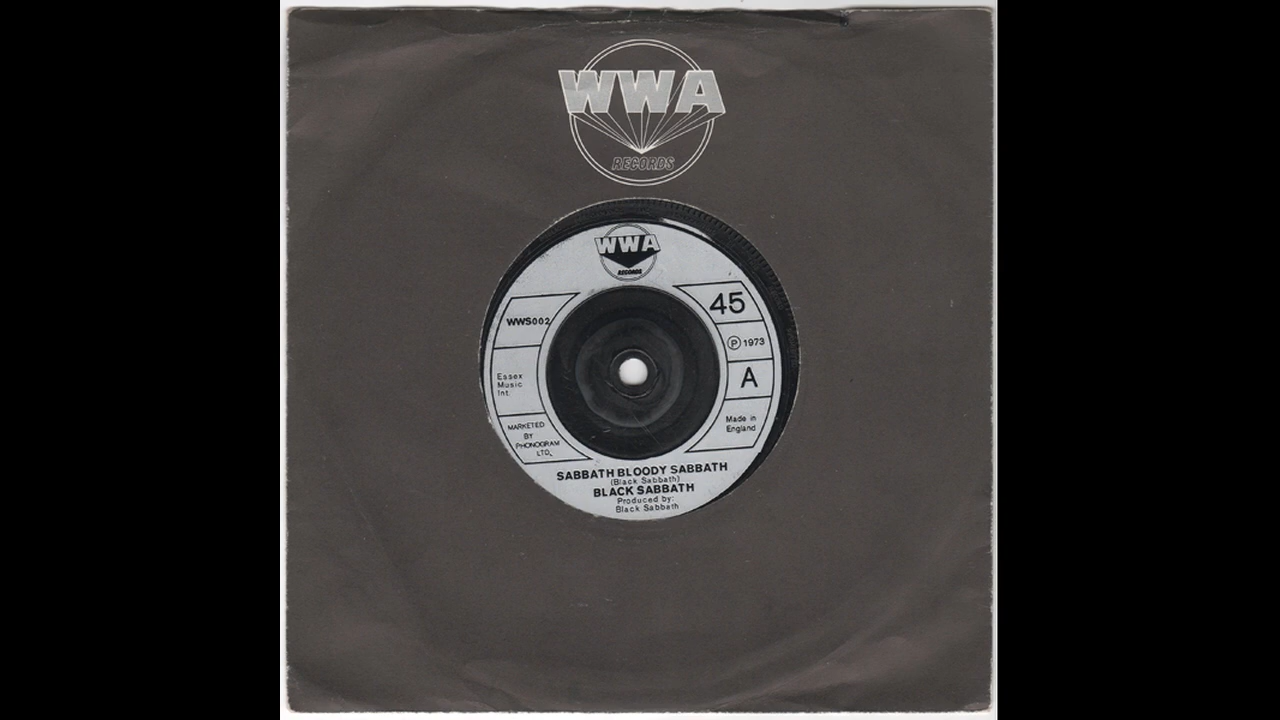 WWA
RECORDS
WWA
RECORDS
45
WWS002
℗ 1973
Essex
Music
Int.
A
MARKETED
BY
PHONOGRAM
LTD.
Made in
England
SABBATH BLOODY SABBATH
(Black Sabbath)
BLACK SABBATH
Produced by:
Black Sabbath